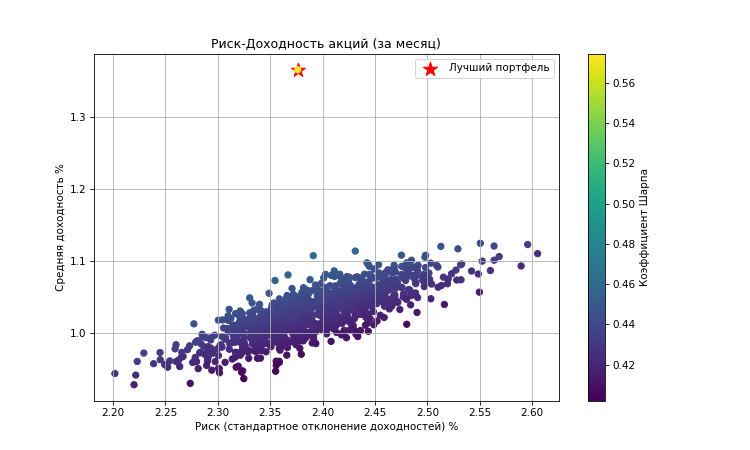 Риск-Доходность акций (за месяц)
Лучший портфель
Средняя доходность %
1.3
1.2
1.1
1.0
2.20 2.25 2.30 2.35 2.40 2.45 2.50 2.55 2.60
Риск (стандартное отклонение доходностей) %
0.56
0.54
0.52
0.50
0.48
0.46
0.44
0.42
Коэффициент Шарпа